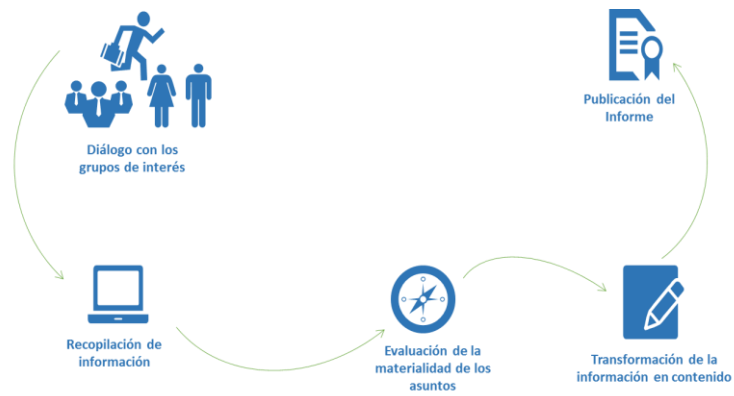 Diálogo con los
grupos de interés
Recopilación de
información
Evaluación de la
materialidad de los
asuntos
Transformación de la
información en contenido
Publicación del
Informe